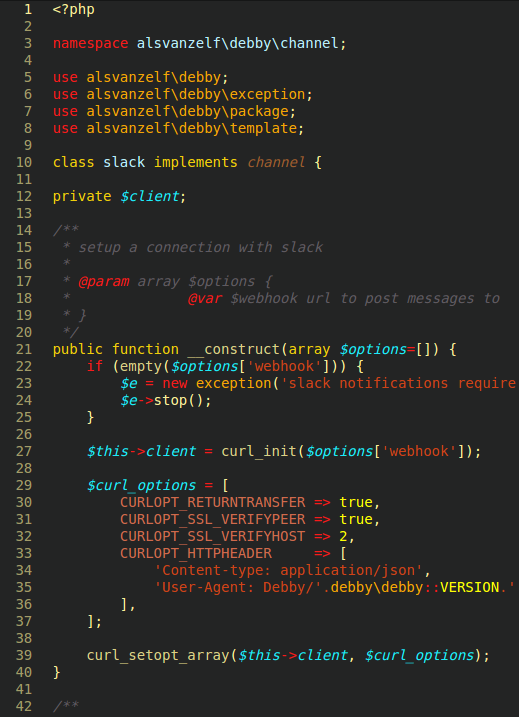 1 <?php
2
3 namespace alsvanzelf\debby\channel;
4
5 use alsvanzelf\debby;
6 use alsvanzelf\debby\exception;
7 use alsvanzelf\debby\package;
8 use alsvanzelf\debby\template;
9
10 class slack implements channel {
11
12 private $client;
13
14 /**
15  * setup a connection with slack
16  *
17  * @param array $options {
18  *              @var $webhook url to post messages to
19  * }
20  */
21 public function __construct(array $options=[]) {
22     if (empty($options['webhook'])) {
23         $e = new exception('slack notifications require
24         $e->stop();
25     }
26
27     $this->client = curl_init($options['webhook']);
28
29     $curl_options = [
30         CURLOPT_RETURNTRANSFER => true,
31         CURLOPT_SSL_VERIFYPEER => true,
32         CURLOPT_SSL_VERIFYHOST => 2,
33         CURLOPT_HTTPHEADER     => [
34             'Content-type: application/json',
35             'User-Agent: Debby/'.debby\debby::VERSION.'
36         ],
37     ];
38
39     curl_setopt_array($this->client, $curl_options);
40 }
41
42 /**